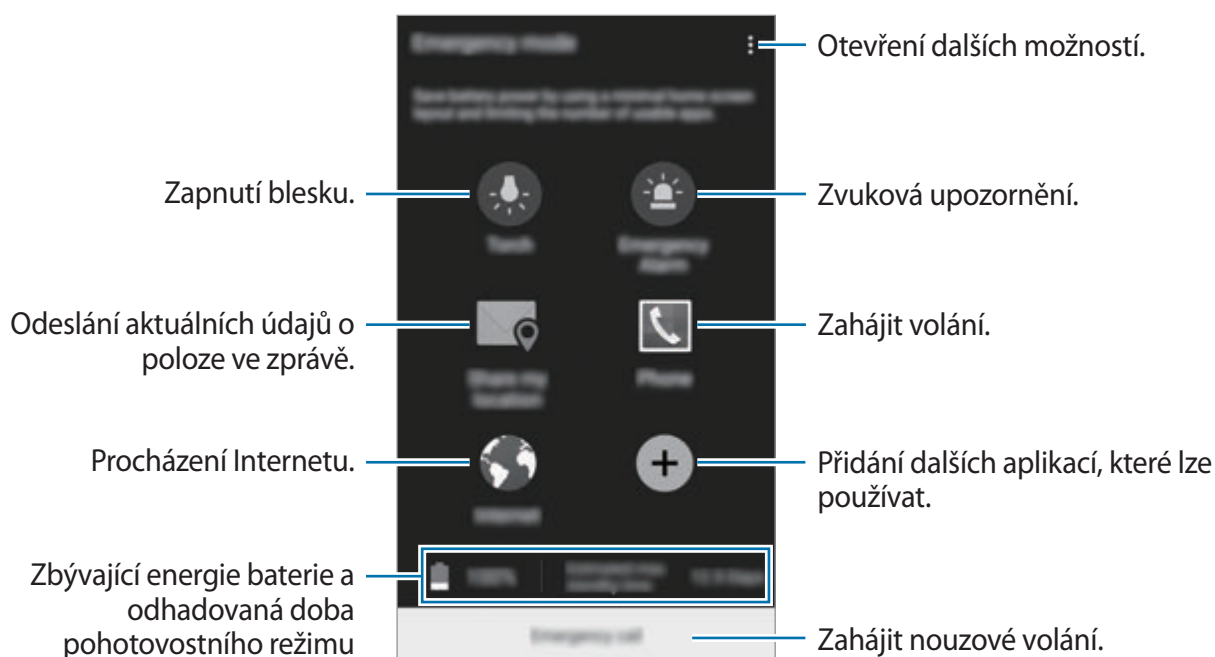 Emergency mode
Otevření dalších možností.
Save battery power by using a minimal home screen
layout and limiting the number of usable apps.
Zapnutí blesku.
Zvuková upozornění.
Torch
Emergency
Alarm
Odeslání aktuálních údajů o
poloze ve zprávě.
Zahájit volání.
Share my
location
Phone
Procházení Internetu.
Přidání dalších aplikací, které lze
používat.
Internet
Zbývající energie baterie a
odhadovaná doba
pohotovostního režimu
100%
Emergency call
Zahájit nouzové volání.